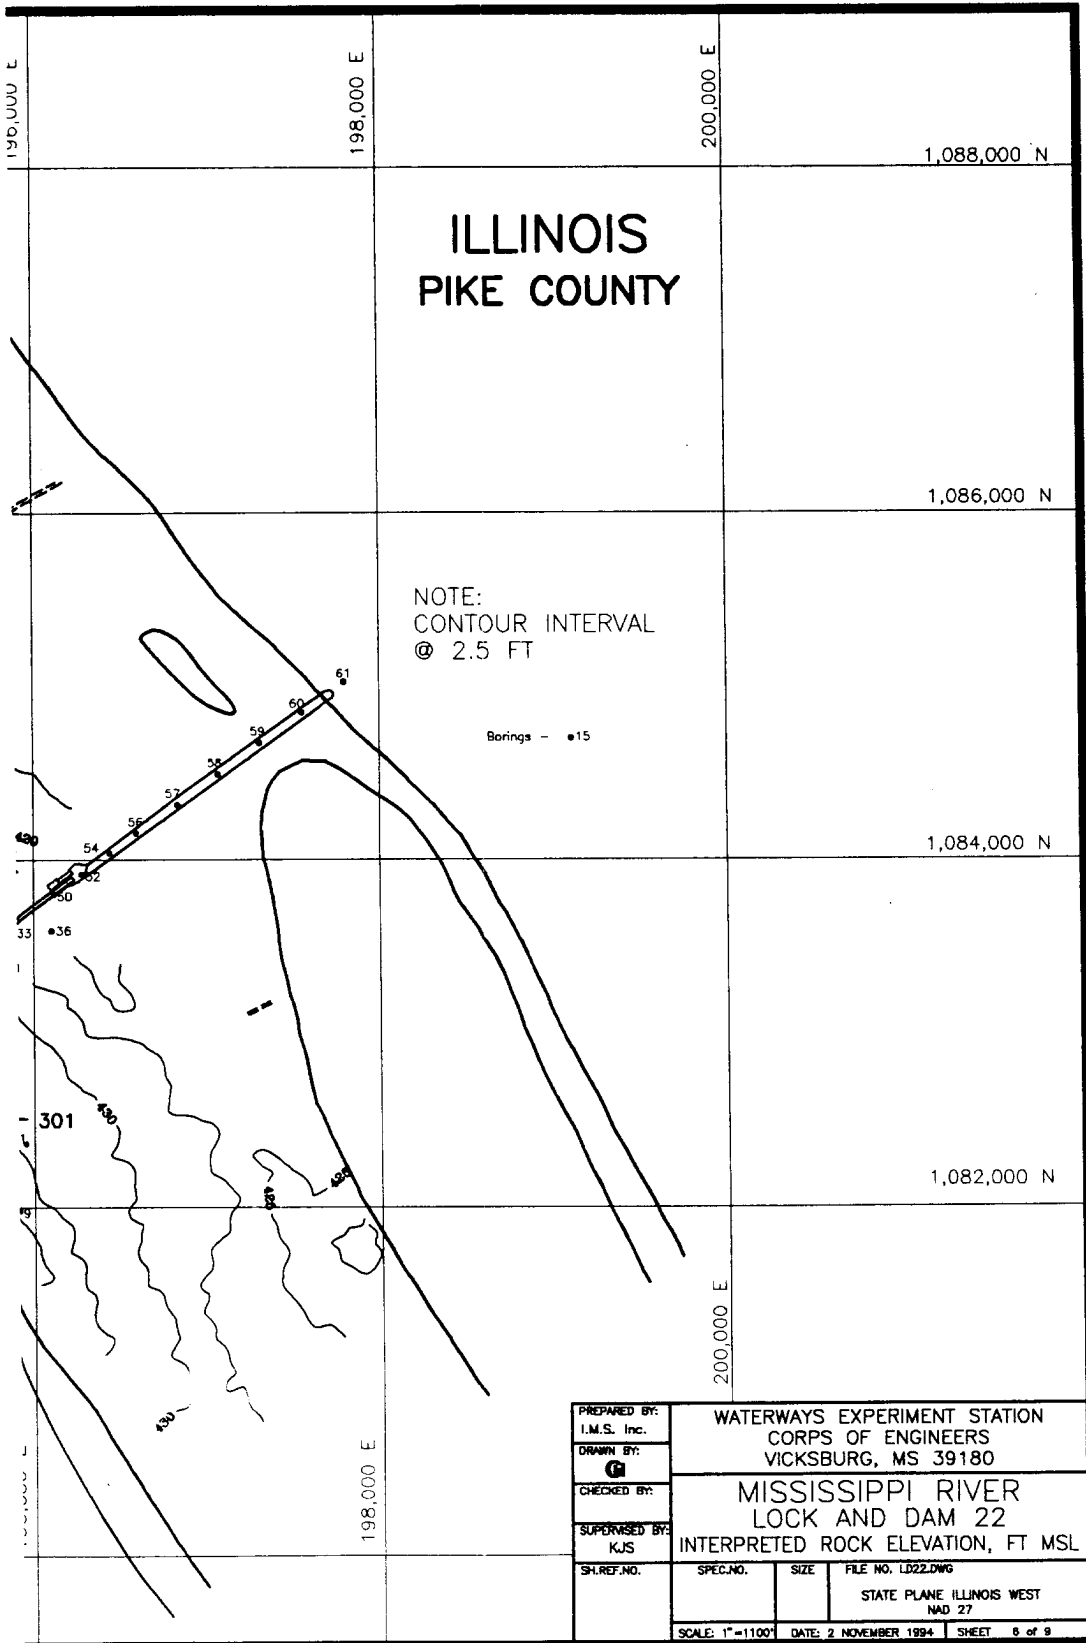 198,000 E
200,000 E
1,088,000 N
ILLINOIS
PIKE COUNTY
1,086,000 N
NOTE:
CONTOUR INTERVAL
@ 2.5 FT
61
60
59
Borings - •15
58
57
56
54
1,084,000 N
52
50
33
36
430
301
1,082,000 N
425
425
430
200,000 E
198,000 E
PREPARED BY:
I.M.S. Inc.
DRAWN BY:
CHECKED BY:
SUPERVISED BY:
KJS
SH.REF.NO.
WATERWAYS EXPERIMENT STATION
CORPS OF ENGINEERS
VICKSBURG, MS 39180
MISSISSIPPI RIVER
LOCK AND DAM 22
INTERPRETED ROCK ELEVATION, FT MSL
SPEC.NO.
SIZE
FILE NO. LD22.DWG
STATE PLANE ILLINOIS WEST
NAD 27
SCALE: 1"=1100'
DATE: 2 NOVEMBER 1994
SHEET 6 of 9